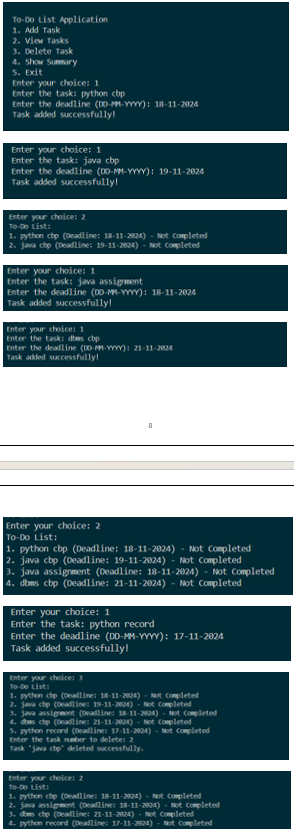 To-Do List Application
1. Add Task
2. View Tasks
3. Delete Task
4. Show Summary
5. Exit
Enter your choice: 1
Enter the task: python cbp
Enter the deadline (DD-MM-YYYY): 18-11-2024
Task added successfully!
Enter your choice: 1
Enter the task: java cbp
Enter the deadline (DD-MM-YYYY): 19-11-2024
Task added successfully!
Enter your choice: 2
To-Do List:
1. python cbp (Deadline: 18-11-2024) - Not Completed
2. java cbp (Deadline: 19-11-2024) - Not Completed
Enter your choice: 1
Enter the task: java assignment
Enter the deadline (DD-MM-YYYY): 18-11-2024
Task added successfully!
Enter your choice: 1
Enter the task: dbms cbp
Enter the deadline (DD-MM-YYYY): 21-11-2024
Task added successfully!
8
Enter your choice: 2
To-Do List:
1. python cbp (Deadline: 18-11-2024) - Not Completed
2. java cbp (Deadline: 19-11-2024) - Not Completed
3. java assignment (Deadline: 18-11-2024) - Not Completed
4. dbms cbp (Deadline: 21-11-2024) - Not Completed
Enter your choice: 1
Enter the task: python record
Enter the deadline (DD-MM-YYYY): 17-11-2024
Task added successfully!
Enter your choice: 3
To-Do List:
1. python cbp (Deadline: 18-11-2024) - Not Completed
2. java cbp (Deadline: 19-11-2024) - Not Completed
3. java assignment (Deadline: 18-11-2024) - Not Completed
4. dbms cbp (Deadline: 21-11-2024) - Not Completed
5. python record (Deadline: 17-11-2024) - Not Completed
Enter the task number to delete: 2
Task 'java cbp' deleted successfully.
Enter your choice: 2
To-Do List:
1. python cbp (Deadline: 18-11-2024) - Not Completed
2. java assignment (Deadline: 18-11-2024) - Not Completed
3. dbms cbp (Deadline: 21-11-2024) - Not Completed
4. python record (Deadline: 17-11-2024) - Not Completed